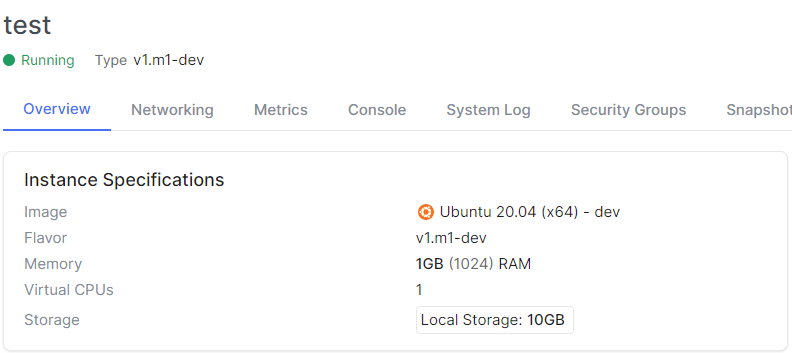 test
Running Type v1.m1-dev
Overview Networking Metrics Console System Log Security Groups Snapshot
Instance Specifications
Image Ubuntu 20.04 (x64) - dev
Flavor v1.m1-dev
Memory 1GB (1024) RAM
Virtual CPUs 1
Storage Local Storage: 10GB